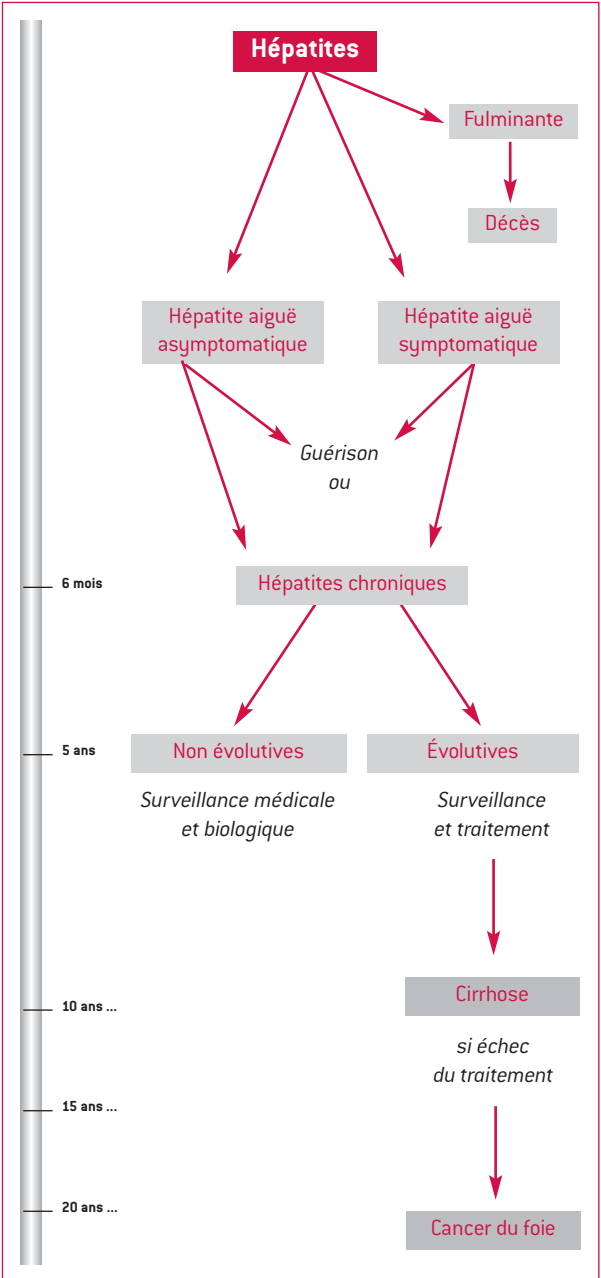 Hépatites
Fulminante
Décès
Hépatite aiguë
asymptomatique
Hépatite aiguë
symptomatique
Guérison
ou
6 mois
Hépatites chroniques
5 ans
Non évolutives
Évolutives
Surveillance médicale
et biologique
Surveillance
et traitement
10 ans ...
Cirrhose
si échec
du traitement
15 ans ...
20 ans ...
Cancer du foie